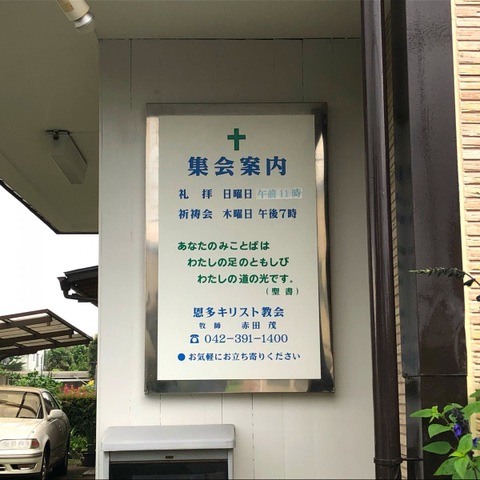 集会案内
礼拝 日曜日 午前11時
祈祷会 木曜日 午後7時
あなたのみことばは
わたしの足のともしび
わたしの道の光です。
(聖書)
恩多キリスト教会
牧師 赤田 茂
☎ 042-391-1400
●お気軽にお立ち寄りください